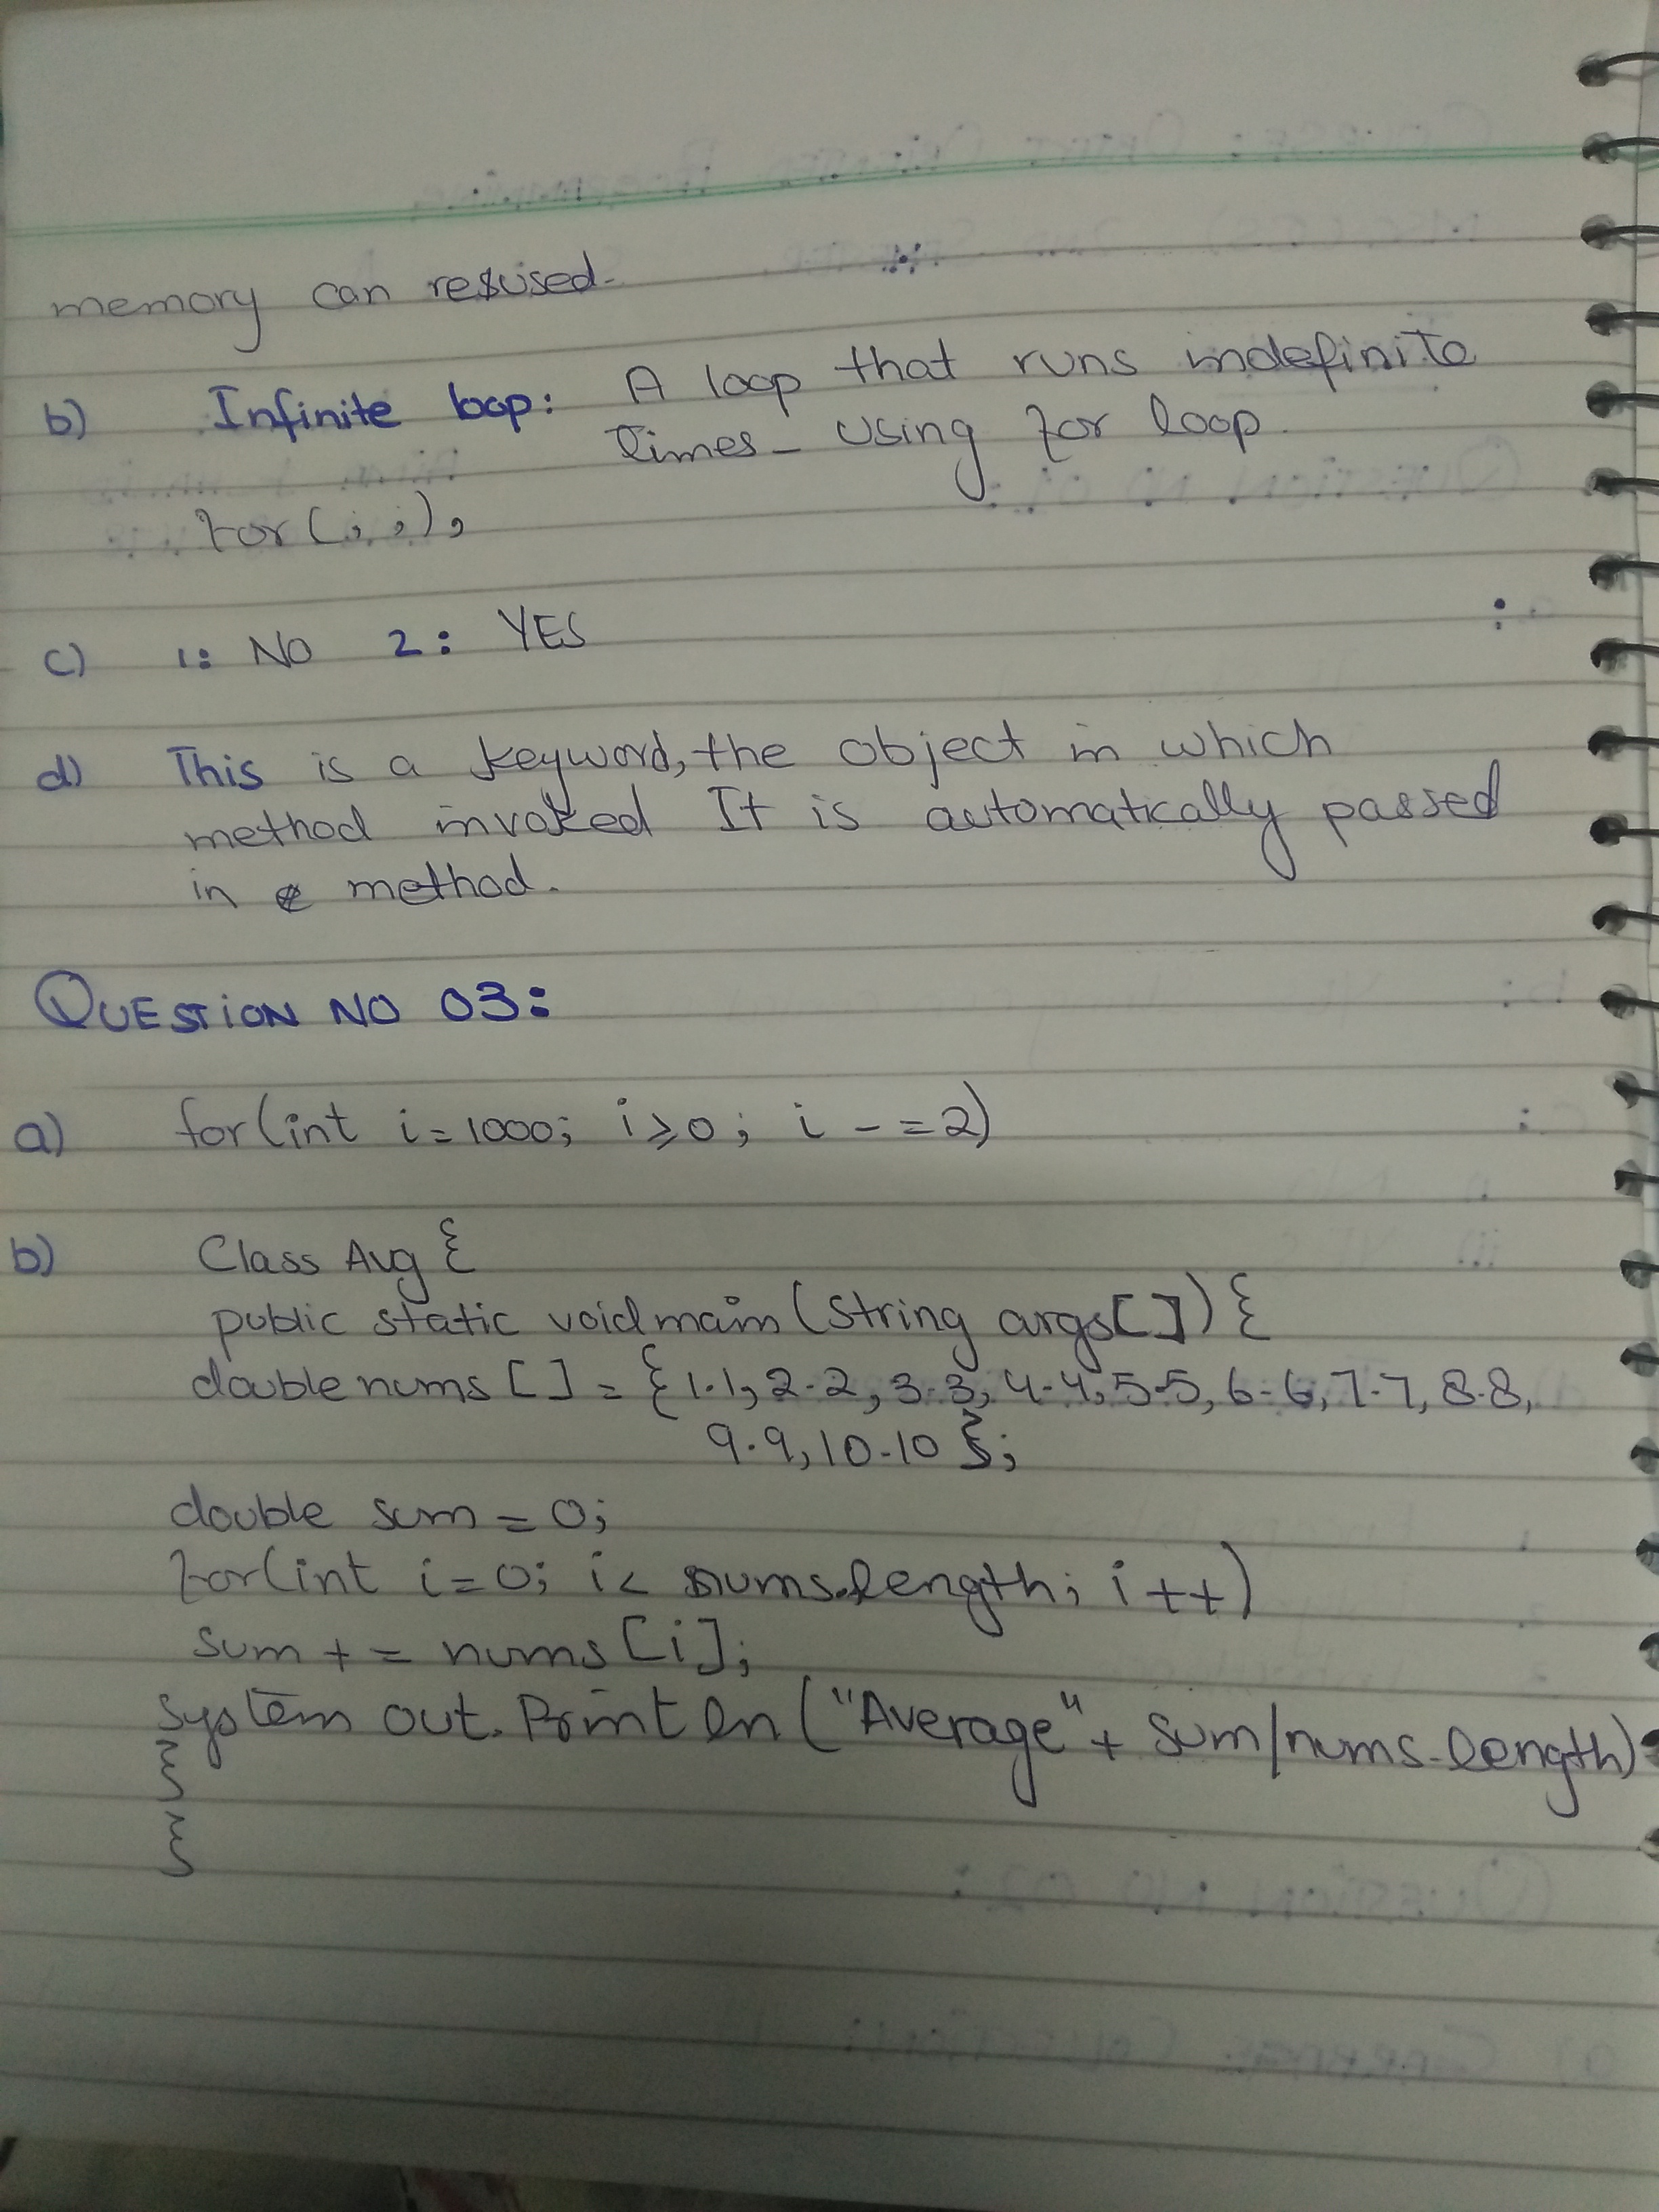 memory can reused.
b) Infinite loop: A loop that runs indefinite
times - using for loop.
for(;;);
c) 1: NO 2: YES
d) This is a keyword, the object in which
method invoked It is automatically passed
in method.
QUESTION NO 03:
a) for(int i=1000; i≥0; i -=2)
b) Class Avg {
public static void main (string args[]) {
double nums [] = {1.1, 2.2, 3.3, 4.4, 5.5, 6.6, 7.7, 8.8,
9.9, 10.10 };
double sum = 0;
for(int i=0; i< nums.length; i++)
sum += nums [i];
System out. Println ("Average" + sum/nums.length)
}
}